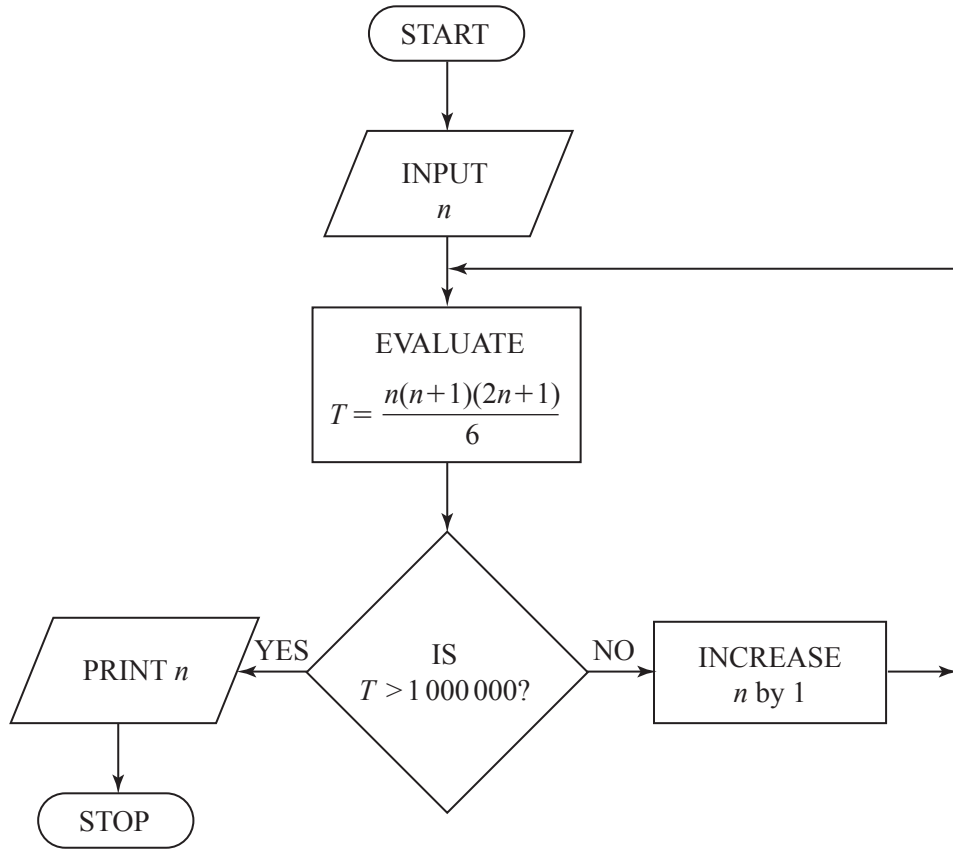 START
INPUT
n
EVALUATE
T = n(n+1)(2n+1)/6
IS
T > 1 000 000?
YES
NO
PRINT n
INCREASE
n by 1
STOP